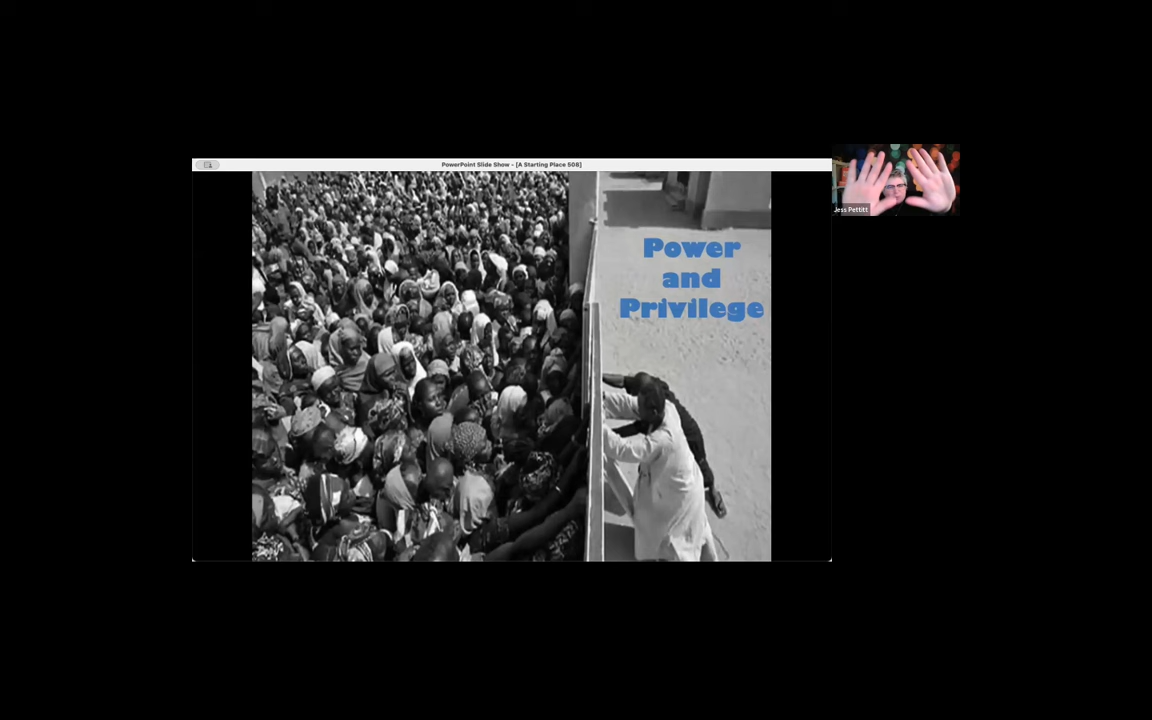 PowerPoint Slide Show - [A Starting Place 508]
Power
and
Privilege
Jess Pettitt